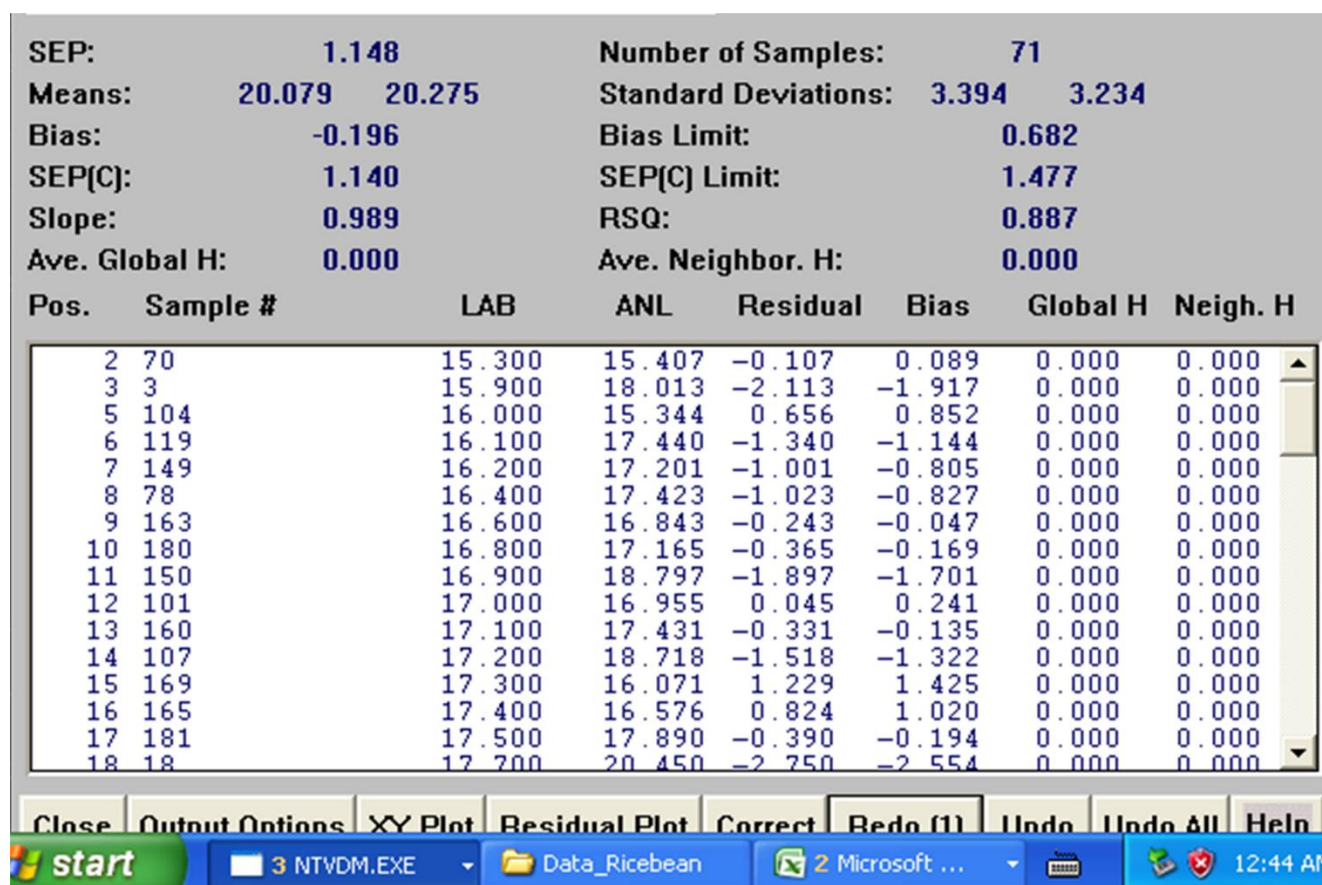 SEP: 1.148 Number of Samples: 71
Means: 20.079 20.275 Standard Deviations: 3.394 3.234
Bias: -0.196 Bias Limit: 0.682
SEP(C): 1.140 SEP(C) Limit: 1.477
Slope: 0.989 RSQ: 0.887
Ave. Global H: 0.000 Ave. Neighbor. H: 0.000
Pos. Sample # LAB ANL Residual Bias Global H Neigh. H
2 70 15.300 15.407 -0.107 0.089 0.000 0.000
3 3 15.900 18.013 -2.113 -1.917 0.000 0.000
5 104 16.000 15.344 0.656 0.852 0.000 0.000
6 119 16.100 17.440 -1.340 -1.144 0.000 0.000
7 149 16.200 17.201 -1.001 -0.805 0.000 0.000
8 78 16.400 17.423 -1.023 -0.827 0.000 0.000
9 163 16.600 16.843 -0.243 -0.047 0.000 0.000
10 180 16.800 17.165 -0.365 -0.169 0.000 0.000
11 150 16.900 18.797 -1.897 -1.701 0.000 0.000
12 101 17.000 16.955 0.045 0.241 0.000 0.000
13 160 17.100 17.431 -0.331 -0.135 0.000 0.000
14 107 17.200 18.718 -1.518 -1.322 0.000 0.000
15 169 17.300 16.071 1.229 1.425 0.000 0.000
16 165 17.400 16.576 0.824 1.020 0.000 0.000
17 181 17.500 17.890 -0.390 -0.194 0.000 0.000
18 18 17.700 20.450 -2.750 -2.554 0.000 0.000
Close Output Options XY Plot Residual Plot Correct Redo (1) Undo Undo All Help
start 3 NTVDM.EXE Data_Ricebean 2 Microsoft ... 12:44 AM